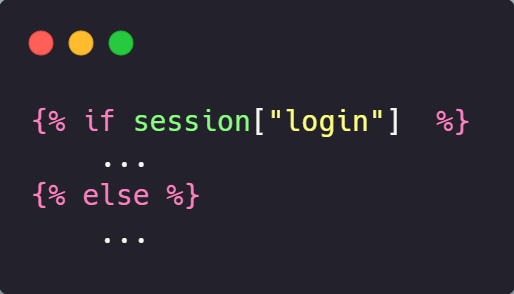 {% if session["login"]  %}
    ...
{% else %}
    ...